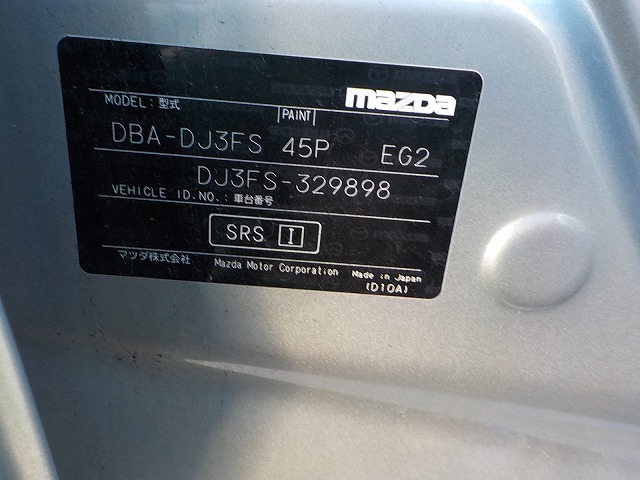 mazda
MODEL : 型式 PAINT
DBA-DJ3FS 45P EG2
DJ3FS-329898
VEHICLE ID.NO.: 車台番号
SRS I
マツダ株式会社 Mazda Motor Corporation Made in Japan
(D10A)